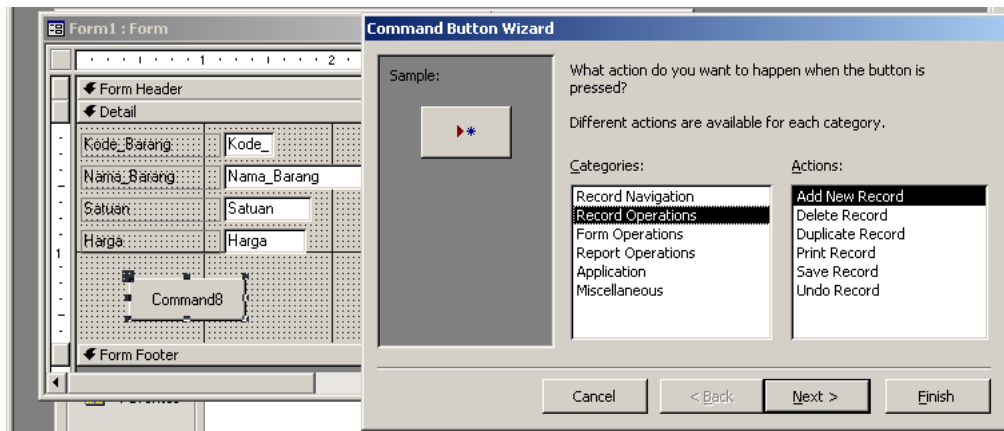 Form1 : Form
1 2
Form Header
Detail
Kode_Barang
Kode_
Nama_Barang
Nama_Barang
Satuan
Satuan
Harga
Harga
1
Command8
Form Footer
Command Button Wizard
Sample:
What action do you want to happen when the button is
pressed?
Different actions are available for each category.
Categories:
Record Navigation
Record Operations
Form Operations
Report Operations
Application
Miscellaneous
Actions:
Add New Record
Delete Record
Duplicate Record
Print Record
Save Record
Undo Record
Cancel
< Back
Next >
Finish